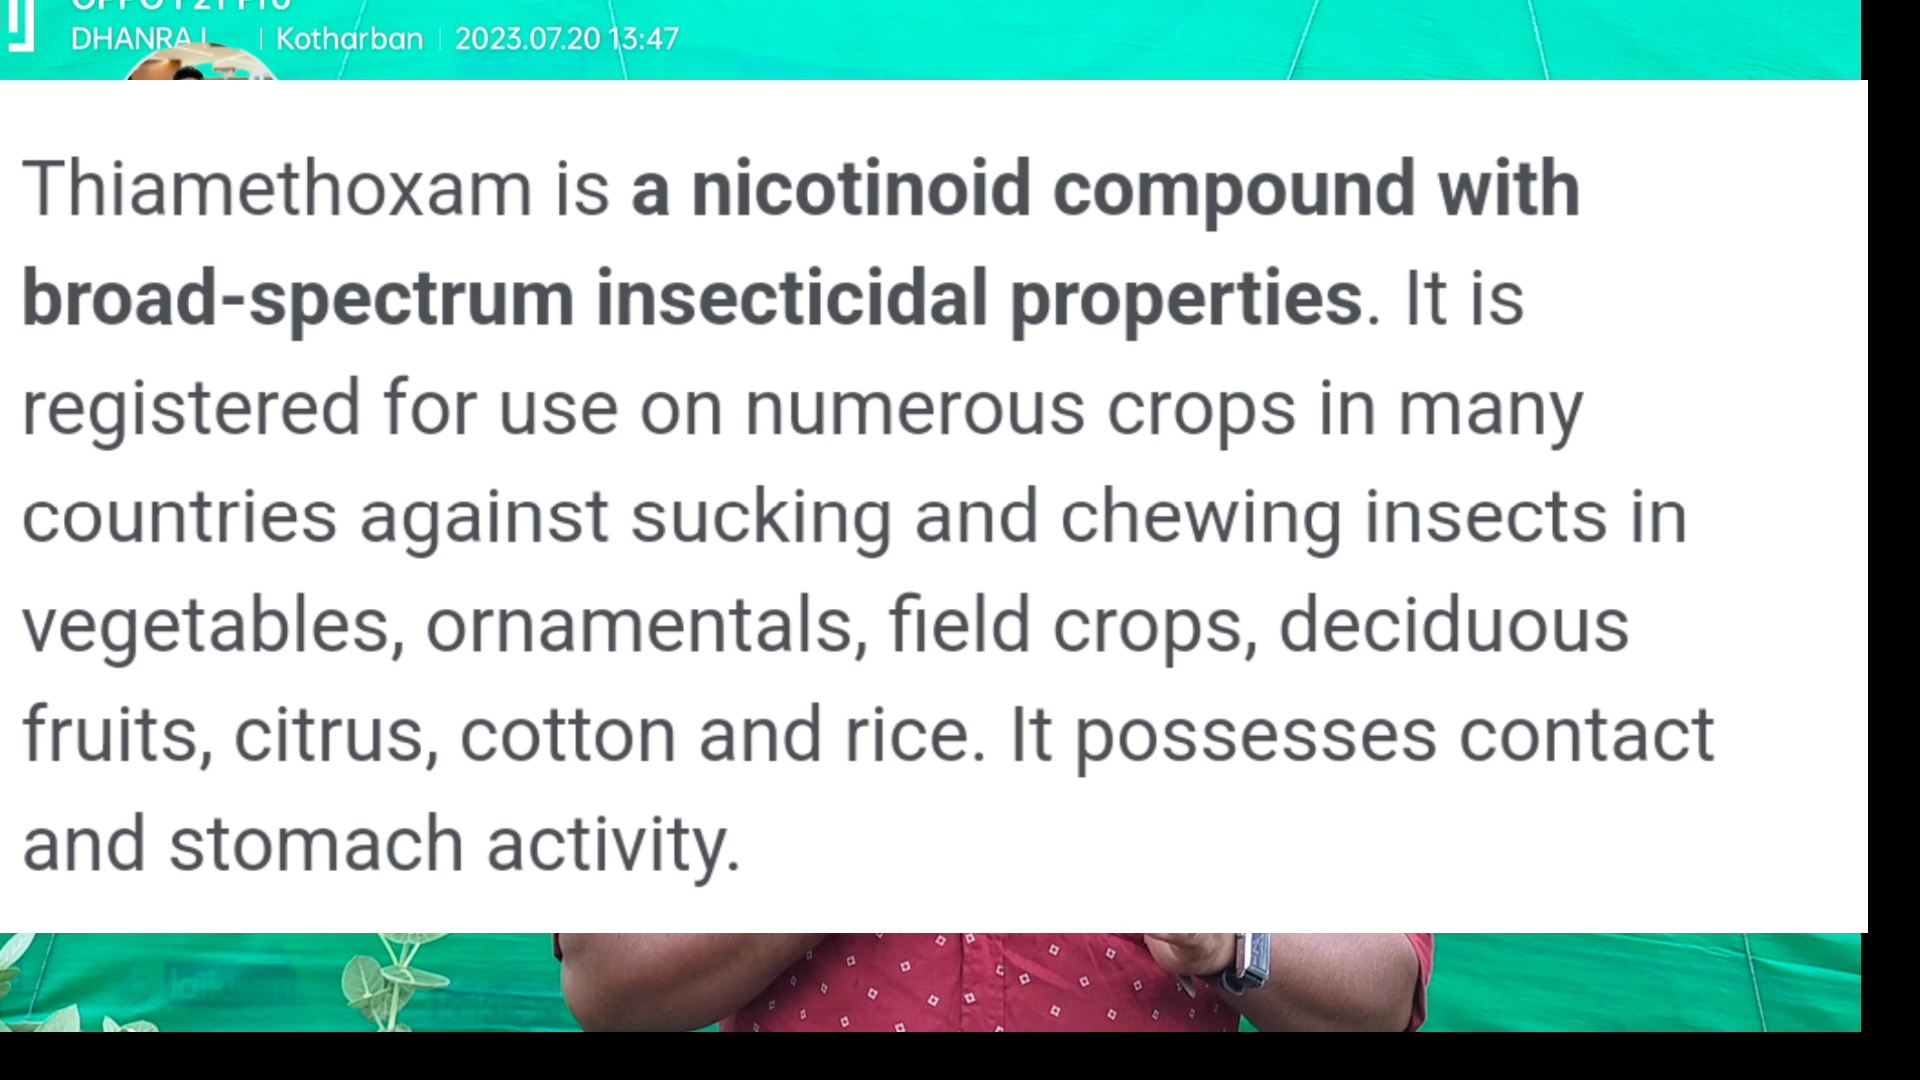 DHANRAJ | Kotharban | 2023.07.20 13:47
Thiamethoxam is a nicotinoid compound with
broad-spectrum insecticidal properties. It is
registered for use on numerous crops in many
countries against sucking and chewing insects in
vegetables, ornamentals, field crops, deciduous
fruits, citrus, cotton and rice. It possesses contact
and stomach activity.